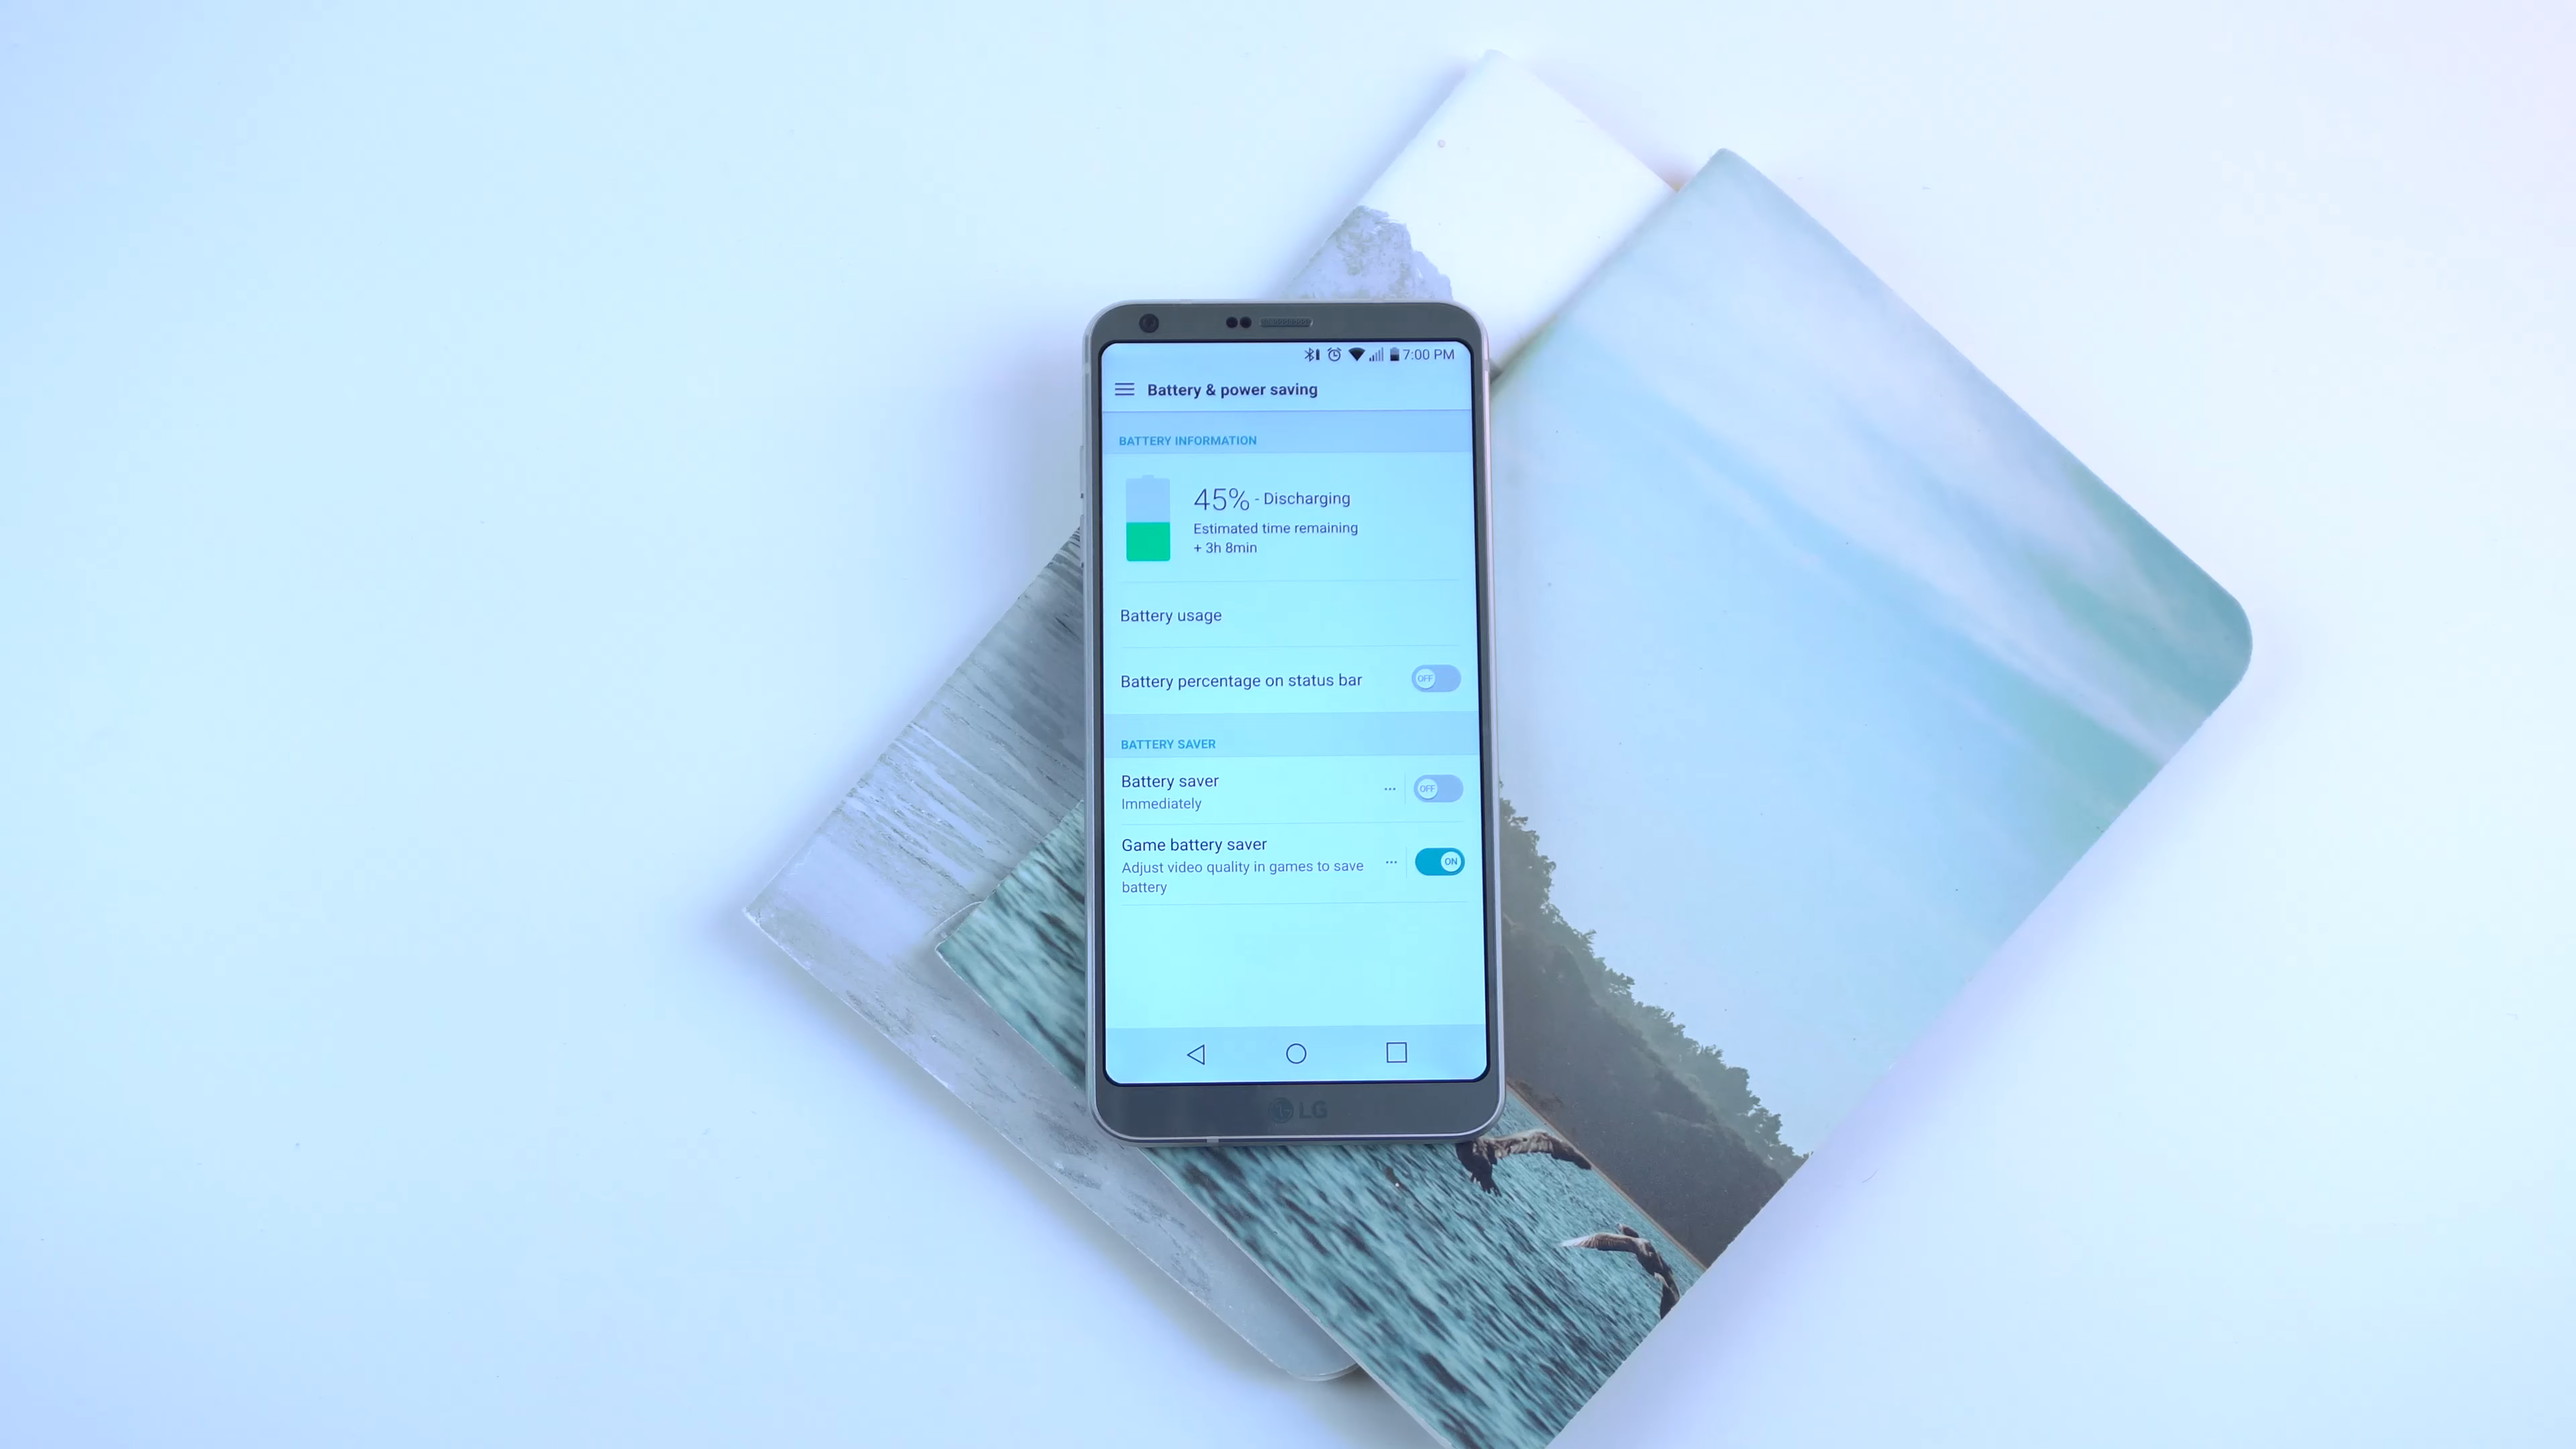 7:00 PM
Battery & power saving
BATTERY INFORMATION
45% - Discharging
Estimated time remaining
+ 3h 8min
Battery usage
Battery percentage on status bar
OFF
BATTERY SAVER
Battery saver
Immediately
OFF
Game battery saver
Adjust video quality in games to save
battery
ON
LG